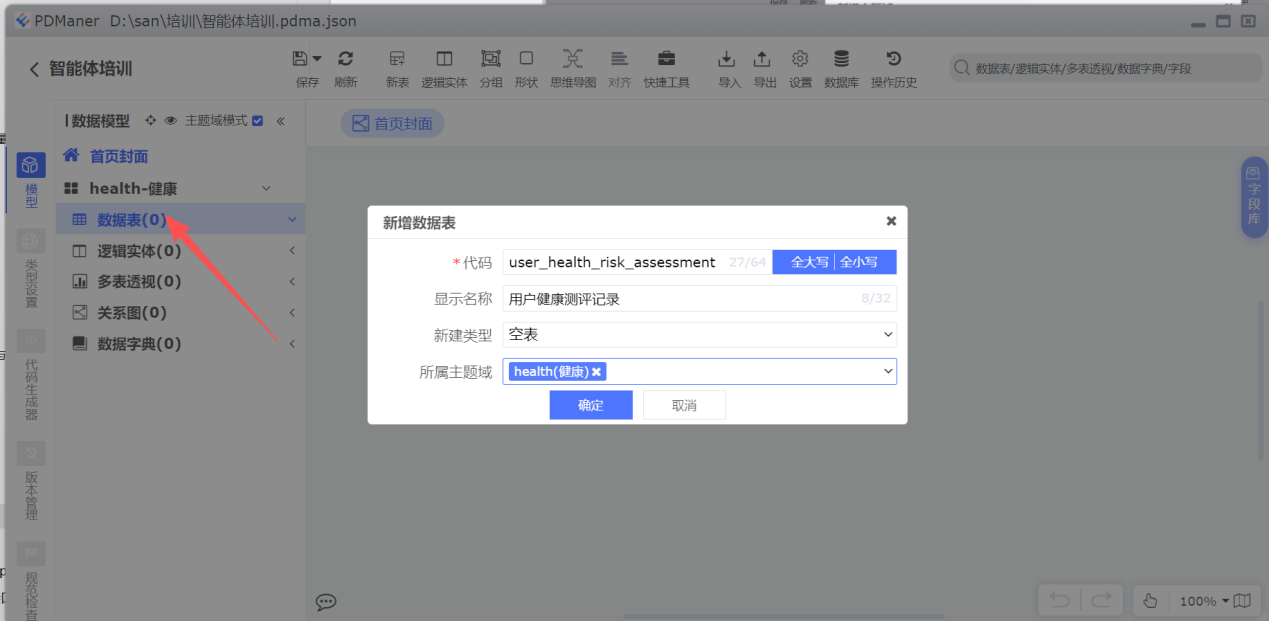 PDManer D:\san\培训\智能体培训.pdma.json
智能体培训
保存 刷新 新表 逻辑实体 分组 形状 思维导图 对齐 快捷工具 导入 导出 设置 数据库 操作历史
数据表/逻辑实体/多表透视/数据字典/字段
数据模型 主题域模式
首页封面
首页封面
health-健康
数据表(0)
逻辑实体(0)
多表透视(0)
关系图(0)
数据字典(0)
模型
类型设置
代码生成器
版本管理
规范检查
新增数据表
*代码 user_health_risk_assessment 27/64 全大写 全小写
显示名称 用户健康测评记录 8/32
新建类型 空表
所属主题域 health(健康)
确定 取消
字段库
100%